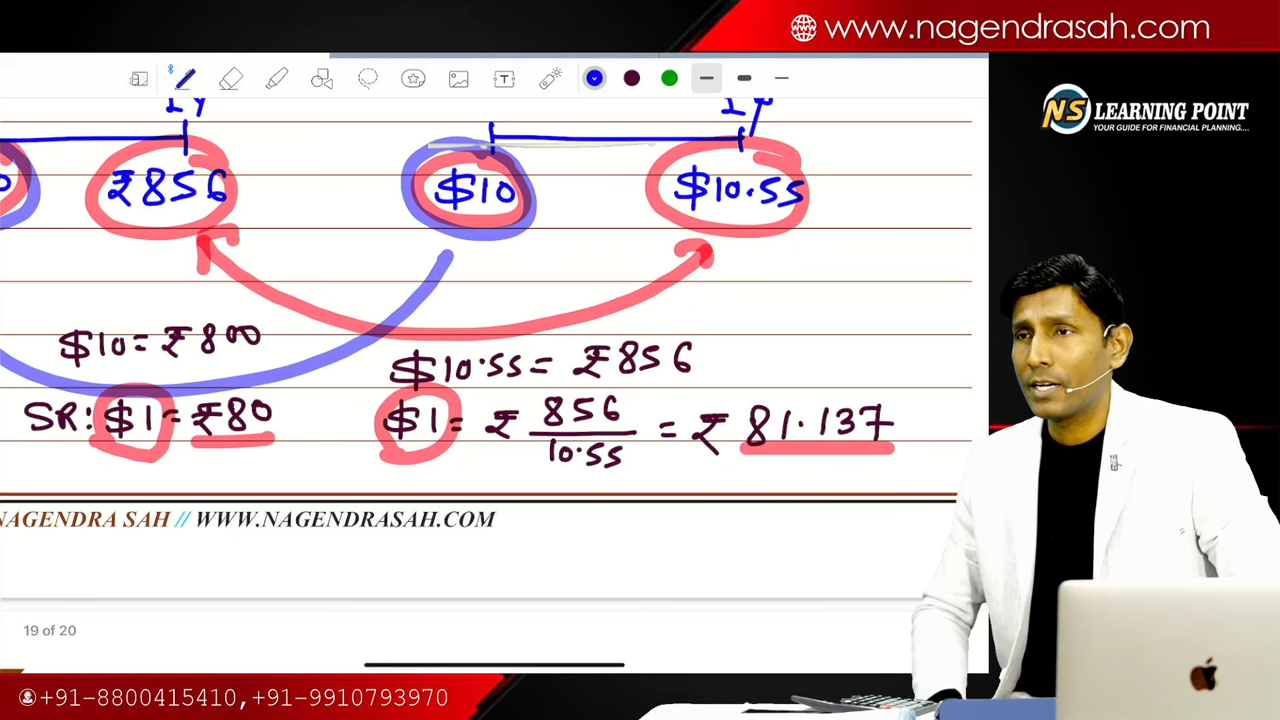 www.nagendrasah.com
NS LEARNING POINT
YOUR GUIDE FOR FINANCIAL PLANNING....
1y
₹856
$10
$10.55
$10 = ₹800
$10.55 = ₹856
SR: $1 = ₹80
$1 = ₹ 856/10.55 = ₹ 81.137
NAGENDRA SAH // WWW.NAGENDRASAH.COM
19 of 20
+91-8800415410,+91-9910793970